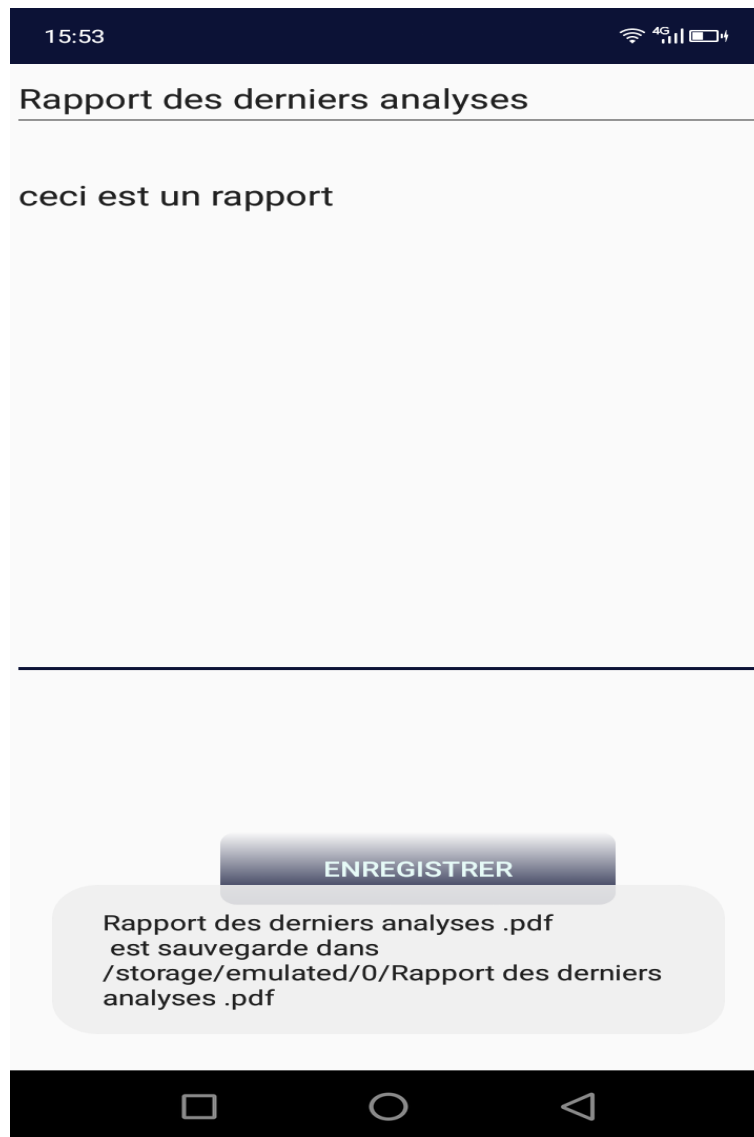 15:53
4G
Rapport des derniers analyses
ceci est un rapport
ENREGISTRER
Rapport des derniers analyses .pdf
est sauvegarde dans
/storage/emulated/0/Rapport des derniers
analyses .pdf